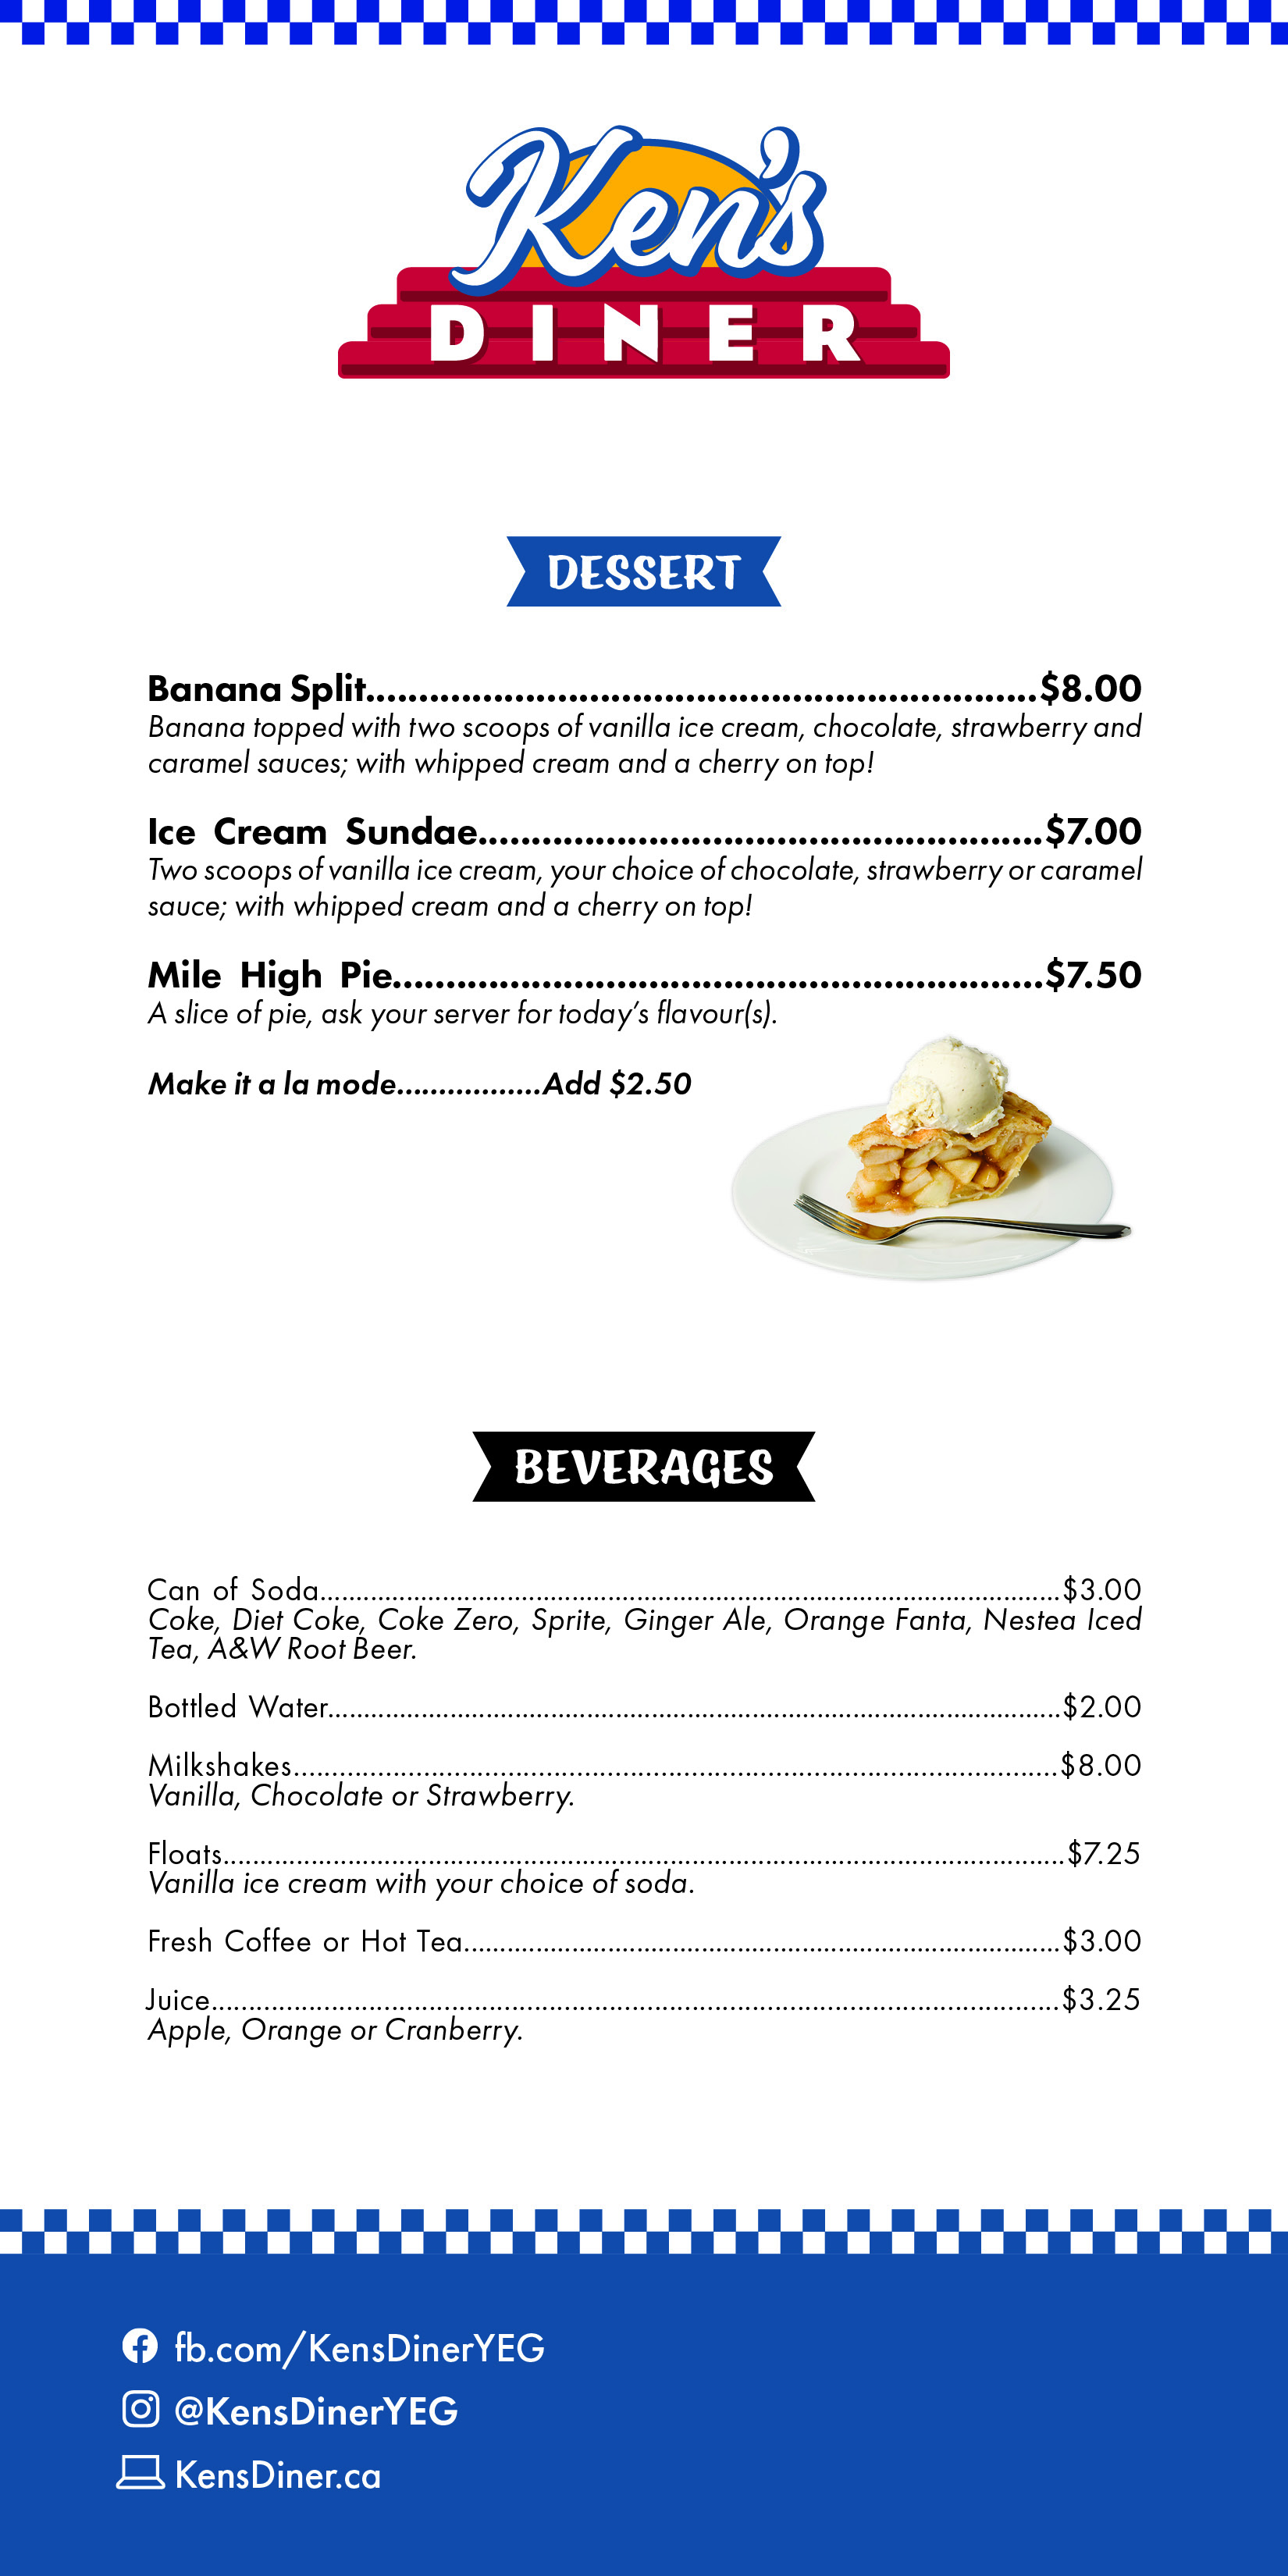 Ken's
DINER
DESSERT
Banana Split................................................................$8.00
Banana topped with two scoops of vanilla ice cream, chocolate, strawberry and
caramel sauces; with whipped cream and a cherry on top!
Ice Cream Sundae.....................................................$7.00
Two scoops of vanilla ice cream, your choice of chocolate, strawberry or caramel
sauce; with whipped cream and a cherry on top!
Mile High Pie.............................................................$7.50
A slice of pie, ask your server for today's flavour(s).
Make it a la mode.................Add $2.50
BEVERAGES
Can of Soda.....................................................................................................$3.00
Coke, Diet Coke, Coke Zero, Sprite, Ginger Ale, Orange Fanta, Nestea Iced
Tea, A&W Root Beer.
Bottled Water....................................................................................................$2.00
Milkshakes.......................................................................................................$8.00
Vanilla, Chocolate or Strawberry.
Floats.................................................................................................................$7.25
Vanilla ice cream with your choice of soda.
Fresh Coffee or Hot Tea..................................................................................$3.00
Juice..................................................................................................................$3.25
Apple, Orange or Cranberry.
fb.com/KensDinerYEG
@KensDinerYEG
KensDiner.ca